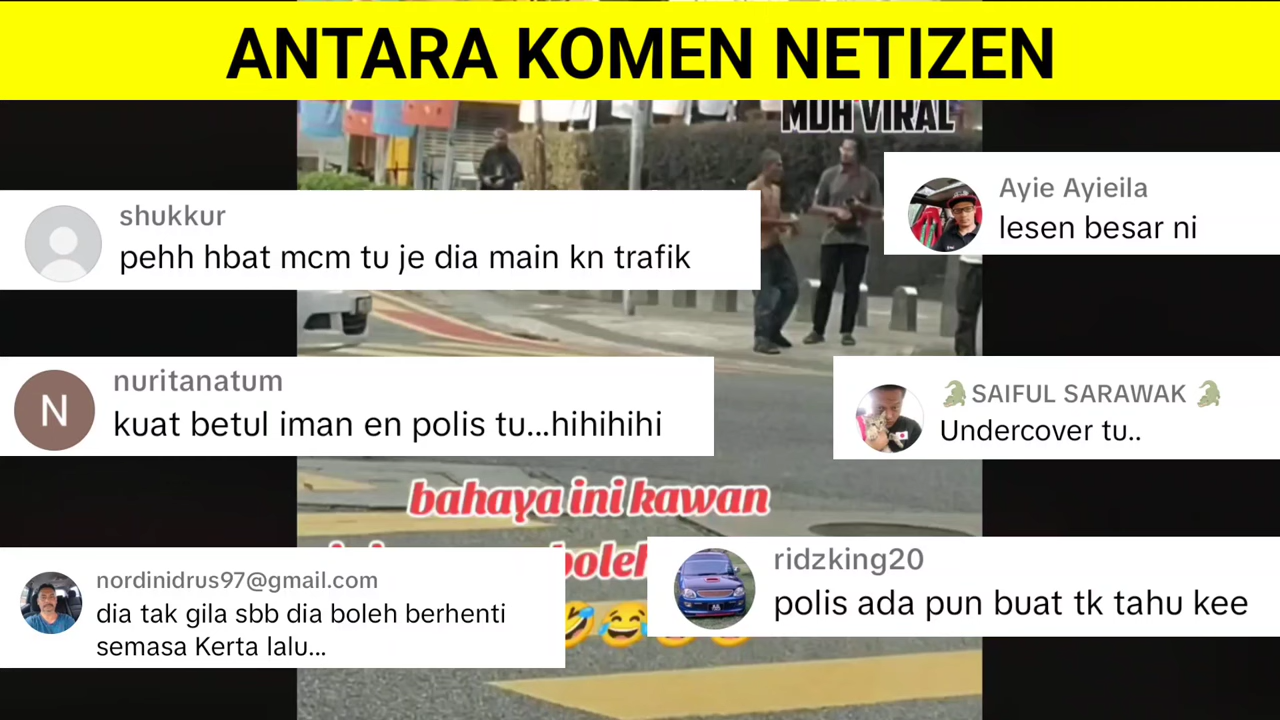 ANTARA KOMEN NETIZEN
MDH VIRAL
Ayie Ayieila
lesen besar ni
shukkur
pehh hbat mcm tu je dia main kn trafik
nuritanatum
N
kuat betul iman en polis tu...hihihihi
🐊SAIFUL SARAWAK 🐊
Undercover tu..
bahaya ini kawan
boleh
nordinidrus97@gmail.com
dia tak gila sbb dia boleh berhenti
semasa Kerta lalu...
ridzking20
polis ada pun buat tk tahu kee